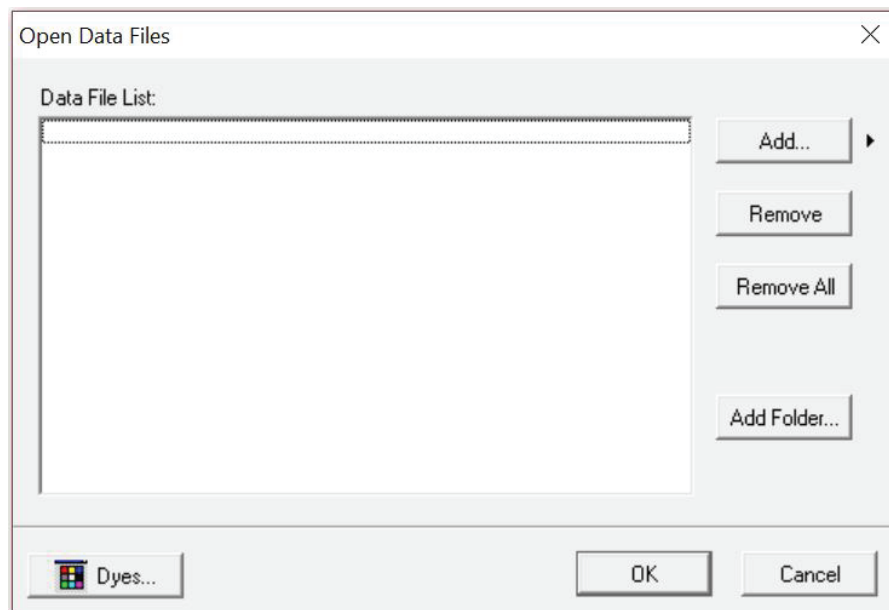 Open Data Files
Data File List:
Add...
Remove
Remove All
Add Folder...
Dyes...
OK
Cancel